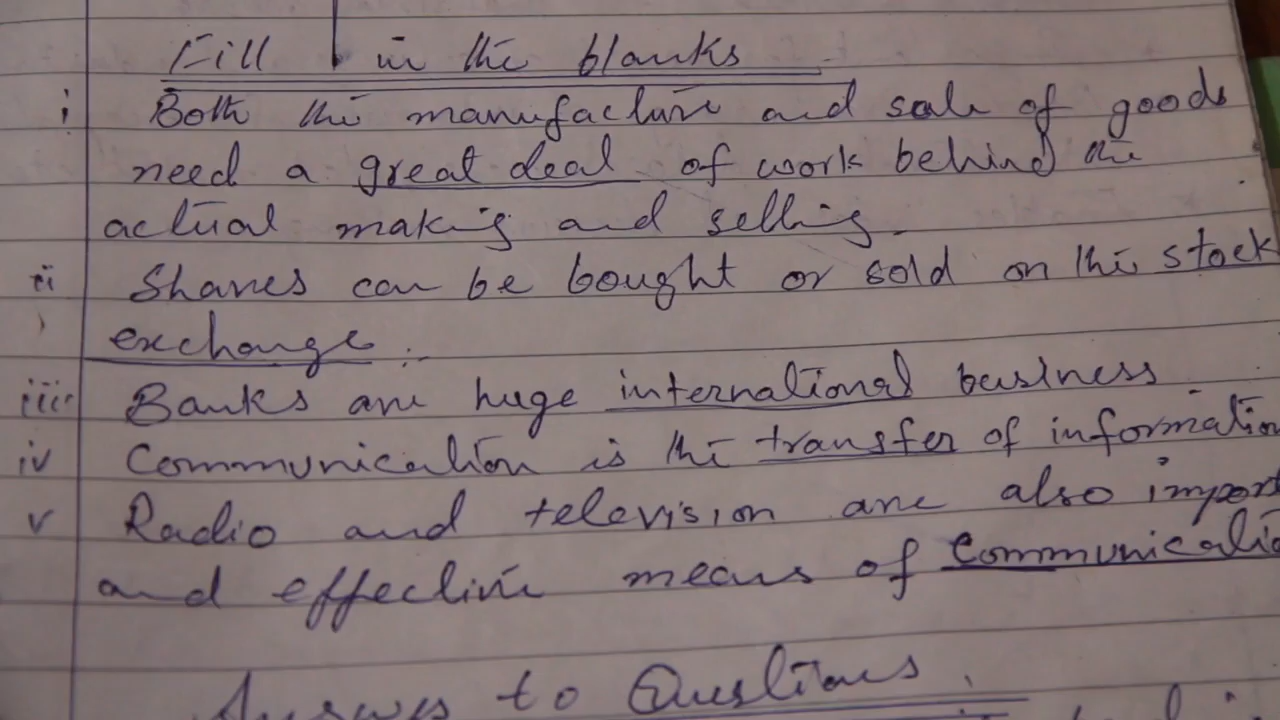 Fill in the blanks
i Both the manufacture and sale of goods
need a great deal of work behind the
actual making and selling.
ii Shares can be bought or sold on the stock
exchange.
iii Banks are huge international business
iv Communication is the transfer of information
v Radio and television are also import
and effective means of Communicatio
Answes to Questions.